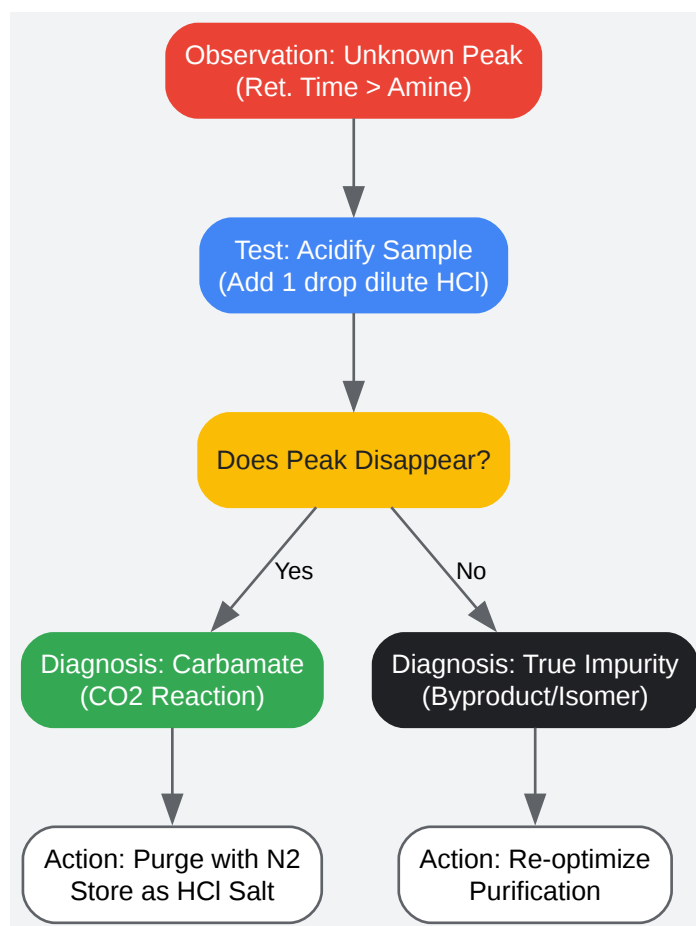 Observation: Unknown Peak
(Ret. Time > Amine)
Test: Acidify Sample
(Add 1 drop dilute HCl)
Does Peak Disappear?
Yes
No
Diagnosis: Carbamate
(CO2 Reaction)
Diagnosis: True Impurity
(Byproduct/Isomer)
Action: Purge with N2
Store as HCl Salt
Action: Re-optimize
Purification